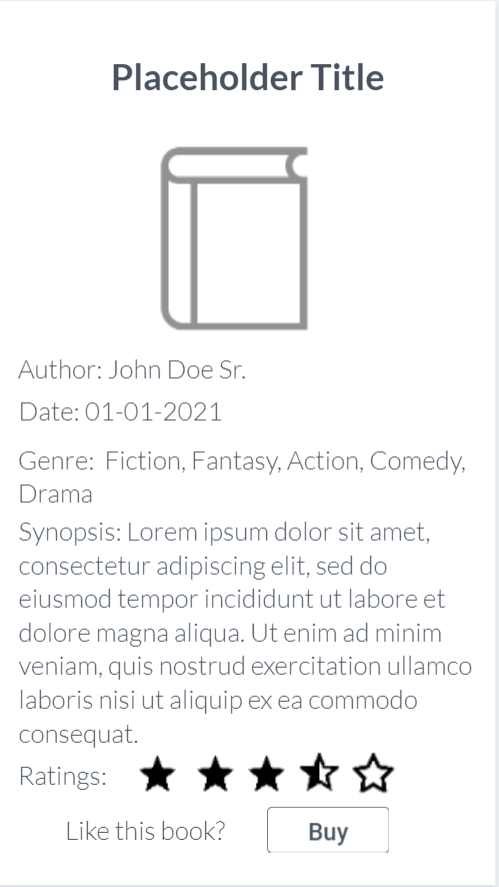 Placeholder Title
Author: John Doe Sr.
Date: 01-01-2021
Genre: Fiction, Fantasy, Action, Comedy,
Drama
Synopsis: Lorem ipsum dolor sit amet,
consectetur adipiscing elit, sed do
eiusmod tempor incididunt ut labore et
dolore magna aliqua. Ut enim ad minim
veniam, quis nostrud exercitation ullamco
laboris nisi ut aliquip ex ea commodo
consequat.
Ratings:
Like this book? Buy